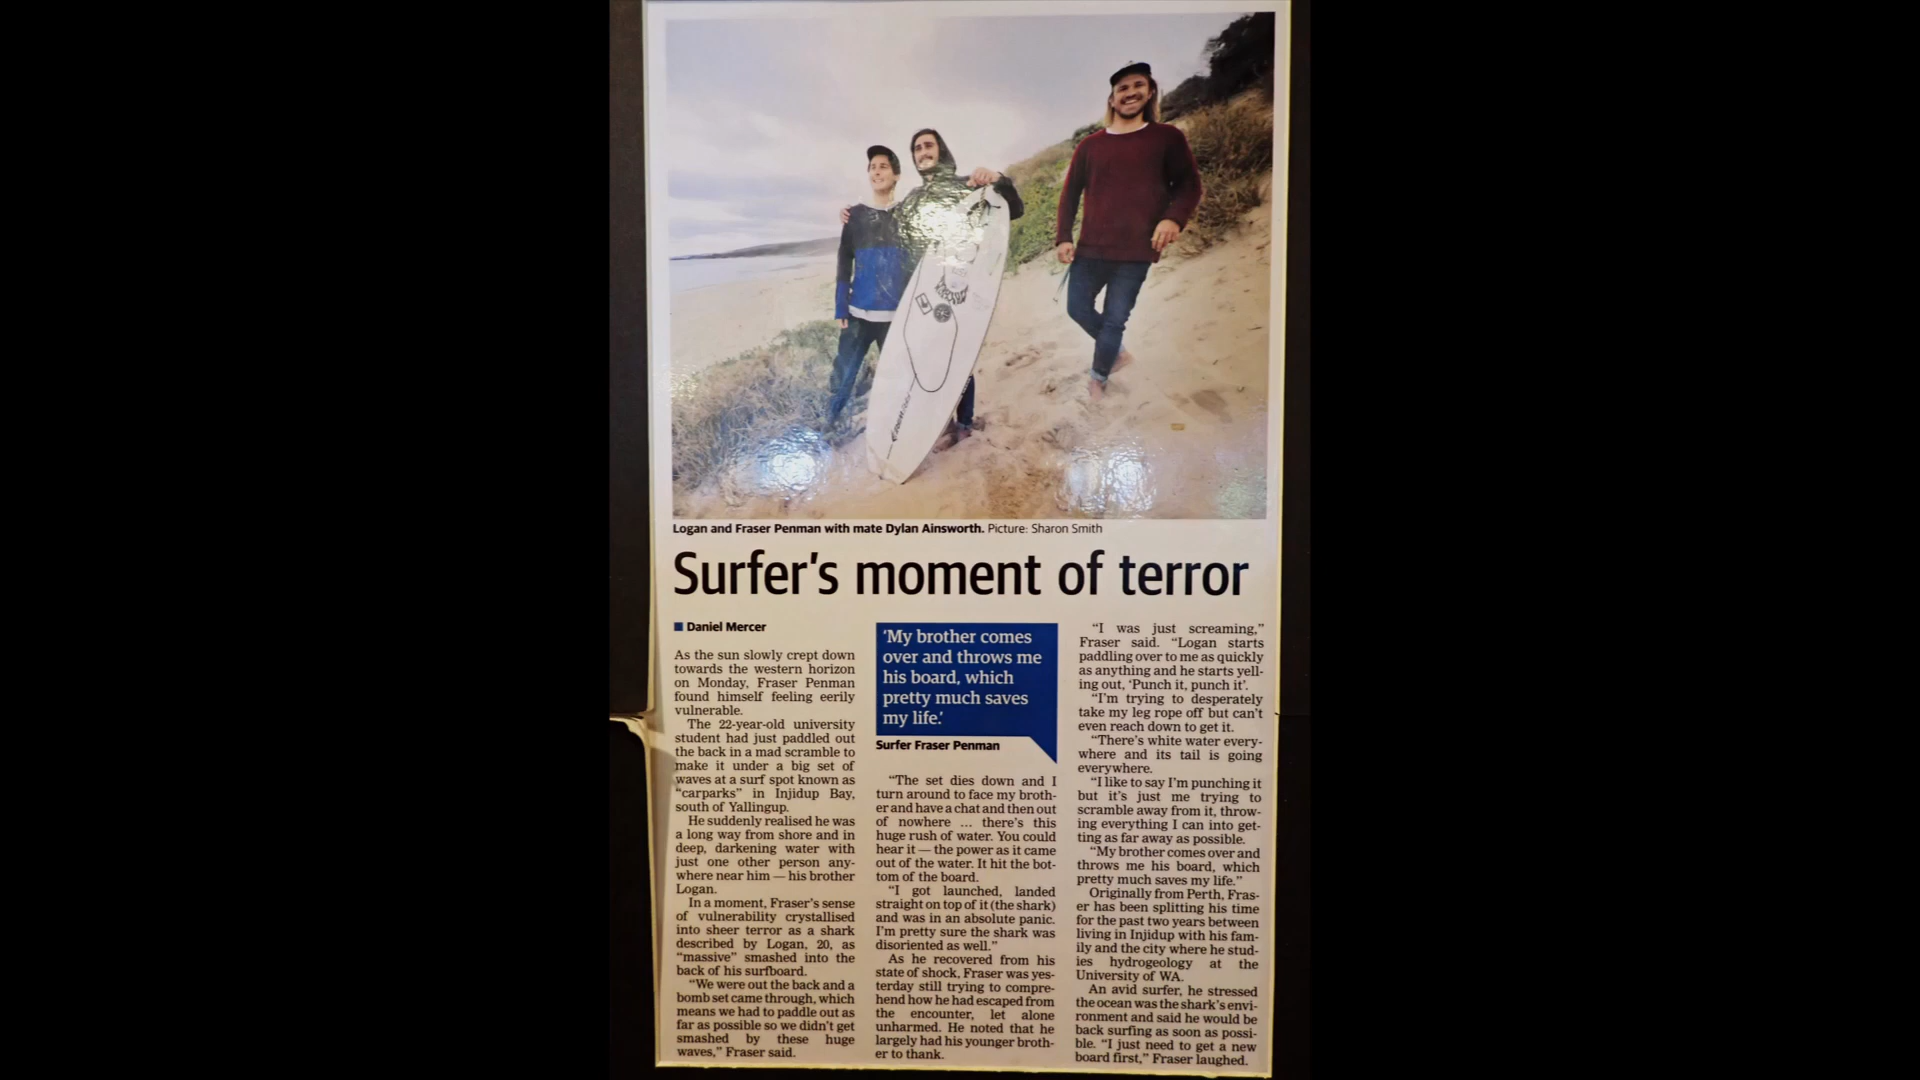 Logan and Fraser Penman with mate Dylan Ainsworth. Picture: Sharon Smith
Surfer's moment of terror
Daniel Mercer
As the sun slowly crept down
towards the western horizon
on Monday, Fraser Penman
found himself feeling eerily
vulnerable.
The 22-year-old university
student had just paddled out
the back in a mad scramble to
make it under a big set of
waves at a surf spot known as
“carparks” in Injidup Bay,
south of Yallingup.
He suddenly realised he was
a long way from shore and in
deep, darkening water with
just one other person any-
where near him — his brother
Logan.
In a moment, Fraser's sense
of vulnerability crystallised
into sheer terror as a shark
described by Logan, 20, as
“massive” smashed into the
back of his surfboard.
“We were out the back and a
bomb set came through, which
means we had to paddle out as
far as possible so we didn't get
smashed by these huge
waves,” Fraser said.
‘My brother comes
over and throws me
his board, which
pretty much saves
my life.’
Surfer Fraser Penman
“The set dies down and I
turn around to face my broth-
er and have a chat and then out
of nowhere ... there's this
huge rush of water. You could
hear it — the power as it came
out of the water. It hit the bot-
tom of the board.
“I got launched, landed
straight on top of it (the shark)
and was in an absolute panic.
I'm pretty sure the shark was
disoriented as well.”
As he recovered from his
state of shock, Fraser was yes-
terday still trying to compre-
hend how he had escaped from
the encounter, let alone
unharmed. He noted that he
largely had his younger broth-
er to thank.
“I was just screaming,”
Fraser said. “Logan starts
paddling over to me as quickly
as anything and he starts yell-
ing out, ‘Punch it, punch it’.
“I'm trying to desperately
take my leg rope off but can't
even reach down to get it.
“There's white water every-
where and its tail is going
everywhere.
“I like to say I'm punching it
but it's just me trying to
scramble away from it, throw-
ing everything I can into get-
ting as far away as possible.
“My brother comes over and
throws me his board, which
pretty much saves my life.”
Originally from Perth, Fras-
er has been splitting his time
for the past two years between
living in Injidup with his fam-
ily and the city where he stud-
ies hydrogeology at the
University of WA.
An avid surfer, he stressed
the ocean was the shark's envi-
ronment and said he would be
back surfing as soon as possi-
ble. “I just need to get a new
board first,” Fraser laughed.